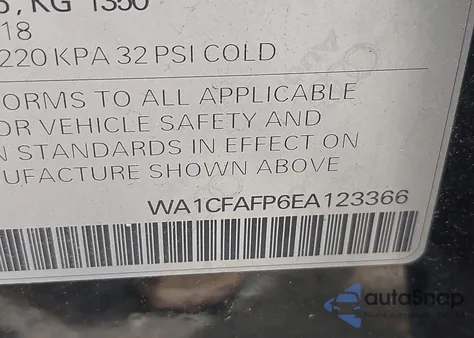 , KG 1350
18
220 KPA 32 PSI COLD
ORMS TO ALL APPLICABLE
OR VEHICLE SAFETY AND
N STANDARDS IN EFFECT ON
NUFACTURE SHOWN ABOVE
WA1CFAFP6EA123366
autoSnap